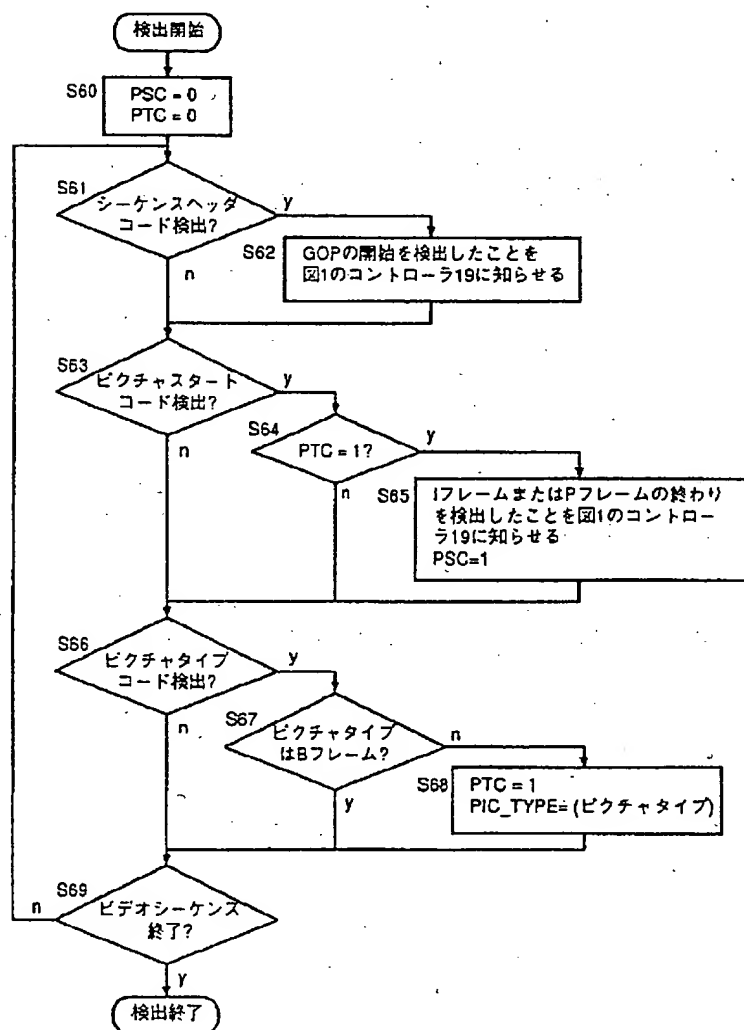 検出開始
S60
PSC = 0
PTC = 0
S61
シーケンスヘッダ
コード検出?
y
n
S62
GOPの開始を検出したことを
図1のコントローラ19に知らせる
S63
ピクチャスタート
コード検出?
y
n
S64
PTC = 1?
y
n
S65
IフレームまたはPフレームの終わり
を検出したことを図1のコントロー
ラ19に知らせる
PSC=1
S66
ピクチャタイプ
コード検出?
y
n
S67
ピクチャタイプ
はBフレーム?
n
y
S68
PTC = 1
PIC_TYPE= (ピクチャタイプ)
S69
ビデオシーケンス
終了?
n
y
検出終了